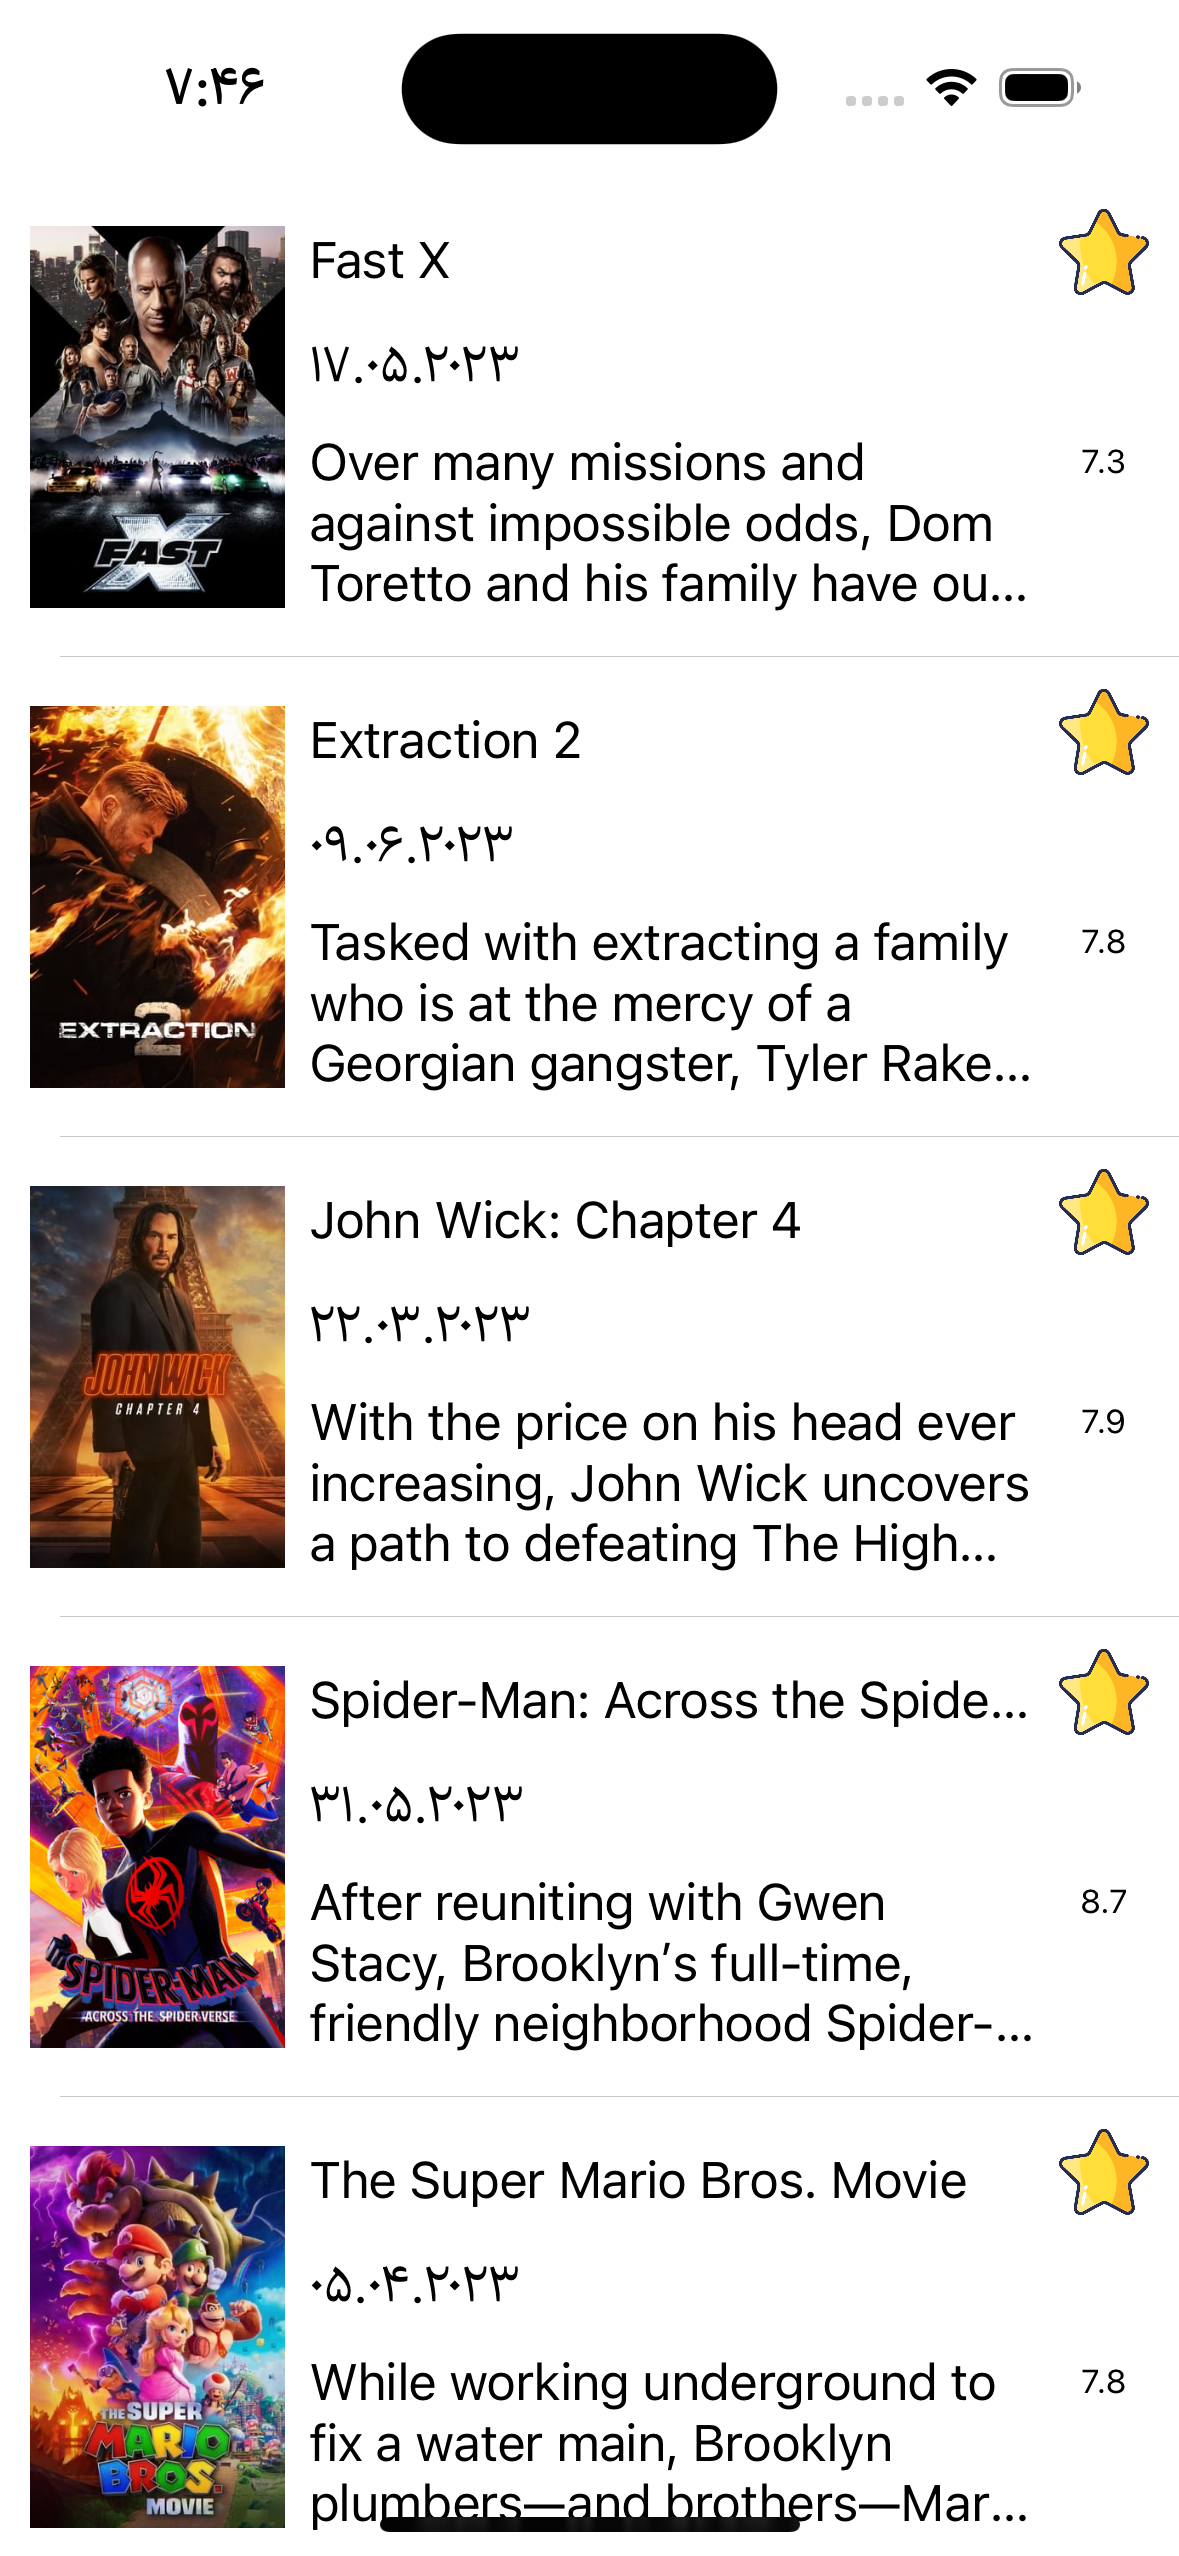 ۷:۴۶
Fast X
۱۷.۰۵.۲۰۲۳
Over many missions and
against impossible odds, Dom
Toretto and his family have ou...
7.3
FAST X
Extraction 2
۰۹.۰۶.۲۰۲۳
Tasked with extracting a family
who is at the mercy of a
Georgian gangster, Tyler Rake...
7.8
EXTRACTION
2
John Wick: Chapter 4
۲۲.۰۳.۲۰۲۳
With the price on his head ever
increasing, John Wick uncovers
a path to defeating The High...
7.9
JOHN WICK
CHAPTER 4
Spider-Man: Across the Spide...
۳۱.۰۵.۲۰۲۳
After reuniting with Gwen
Stacy, Brooklyn’s full-time,
friendly neighborhood Spider-...
8.7
SPIDER-MAN
ACROSS THE SPIDER-VERSE
The Super Mario Bros. Movie
۰۵.۰۴.۲۰۲۳
While working underground to
fix a water main, Brooklyn
plumbers—and brothers—Mar...
7.8
THE SUPER
MARIO
BROS.
MOVIE